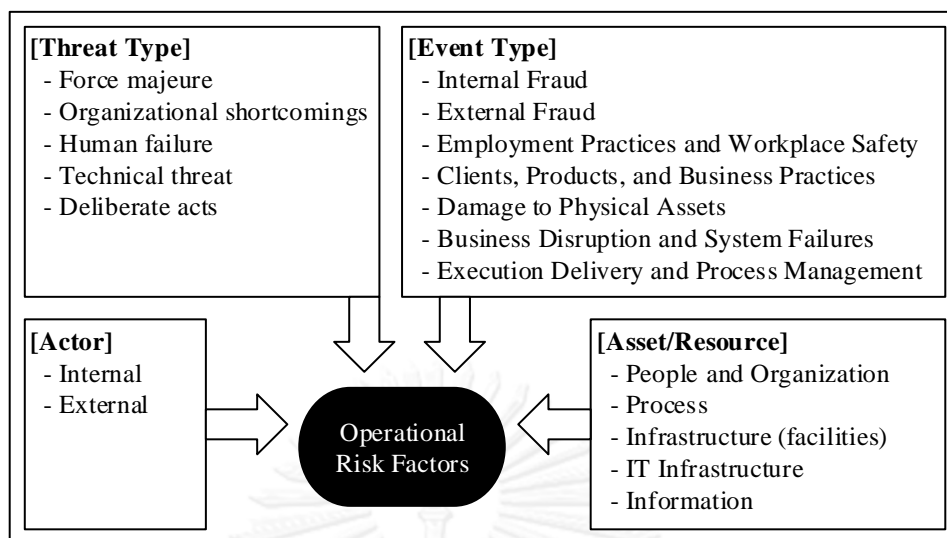 [Threat Type]
- Force majeure
- Organizational shortcomings
- Human failure
- Technical threat
- Deliberate acts
[Event Type]
- Internal Fraud
- External Fraud
- Employment Practices and Workplace Safety
- Clients, Products, and Business Practices
- Damage to Physical Assets
- Business Disruption and System Failures
- Execution Delivery and Process Management
[Actor]
- Internal
- External
Operational
Risk Factors
[Asset/Resource]
- People and Organization
- Process
- Infrastructure (facilities)
- IT Infrastructure
- Information